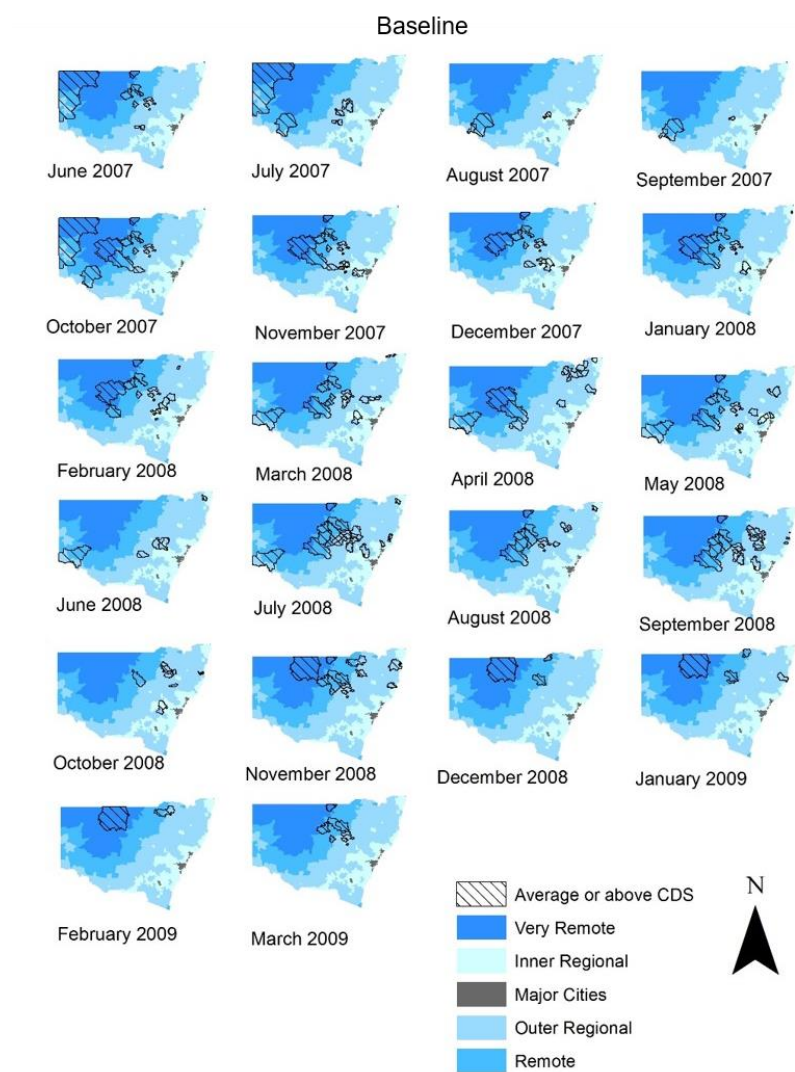 Baseline
June 2007
July 2007
August 2007
September 2007
October 2007
November 2007
December 2007
January 2008
February 2008
March 2008
April 2008
May 2008
June 2008
July 2008
August 2008
September 2008
October 2008
November 2008
December 2008
January 2009
February 2009
March 2009
N
Average or above CDS
Very Remote
Inner Regional
Major Cities
Outer Regional
Remote